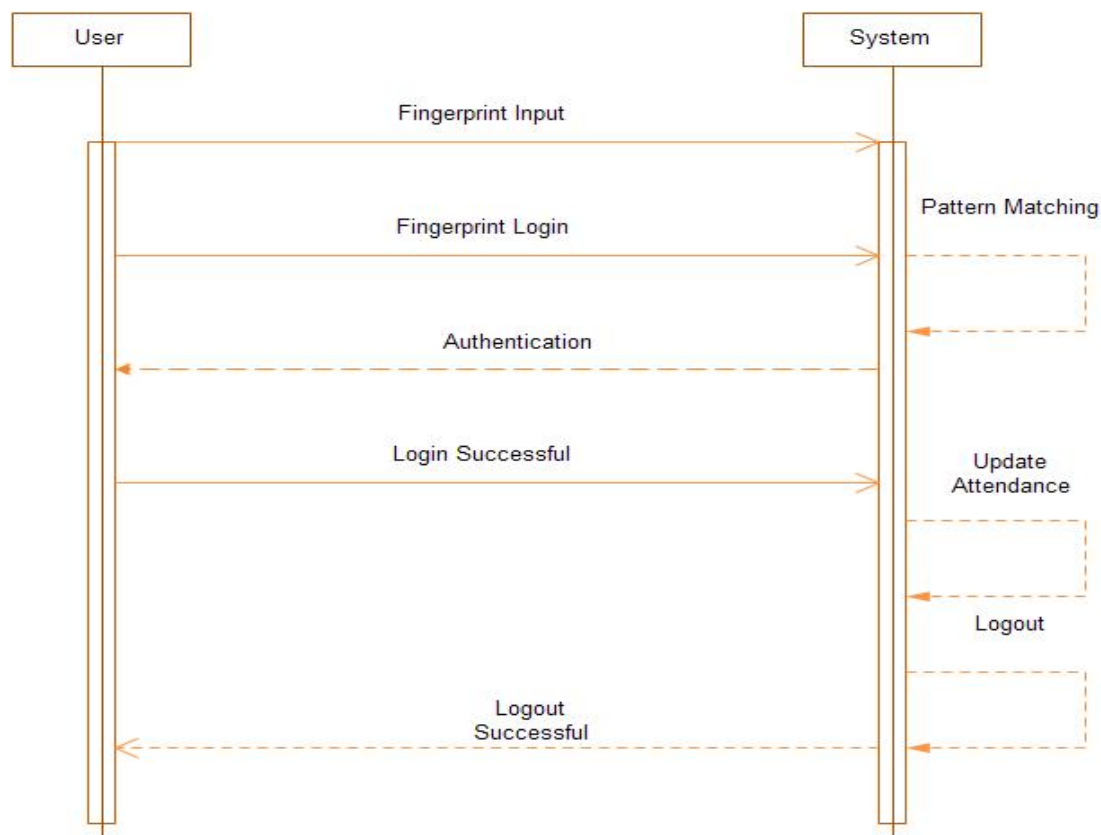 User
System
Fingerprint Input
Pattern Matching
Fingerprint Login
Authentication
Login Successful
Update
Attendance
Logout
Logout
Successful